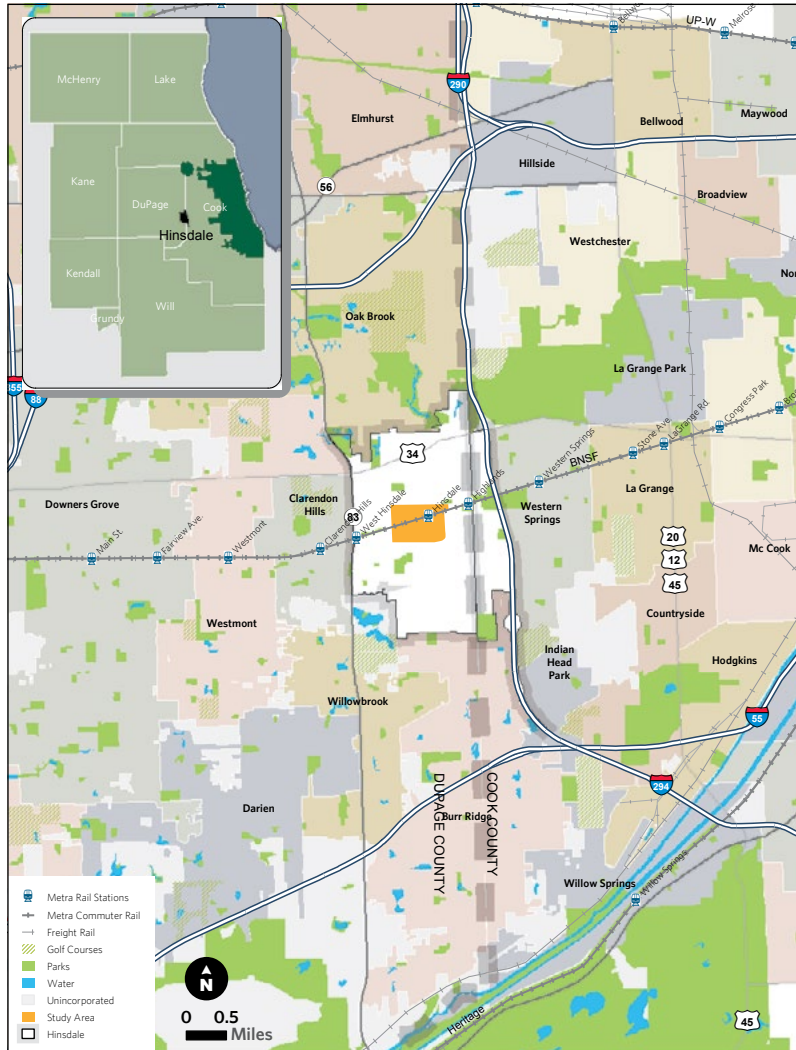 McHenry
Lake
Kane
DuPage
Cook
Hinsdale
Kendall
Grundy
Will
UP-W
Melrose
290
Elmhurst
Bellwood
Maywood
Hillside
56
Broadview
Westchester
Oak Brook
La Grange Park
355
88
34
Congress Park
LaGrange Rd.
Stone Ave.
Western Springs
BNSF
La Grange
Downers Grove
Clarendon
Hills
83
Hinsdale
Highlands
Western
Springs
Main St.
Fairview Ave.
Westmont
Clarendon Hills
West Hinsdale
20
12
45
Mc Cook
Countryside
Westmont
Indian
Head
Park
Hodgkins
Willowbrook
55
294
Darien
DUPAGE COUNTY
COOK COUNTY
Burr Ridge
Willow Springs
Willow Springs
Heritage
45
Metra Rail Stations
Metra Commuter Rail
Freight Rail
Golf Courses
Parks
Water
Unincorporated
Study Area
Hinsdale
N
0 0.5
Miles